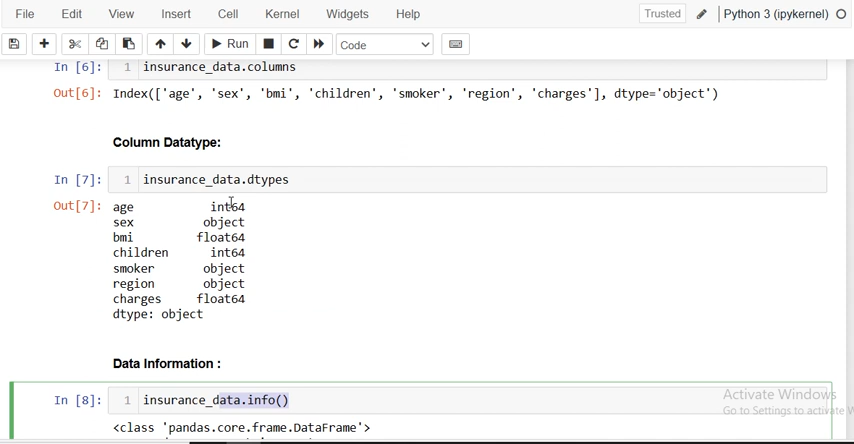 File Edit View Insert Cell Kernel Widgets Help Trusted Python 3 (ipykernel)
Run Code
In [6]: 1 insurance_data.columns
Out[6]: Index(['age', 'sex', 'bmi', 'children', 'smoker', 'region', 'charges'], dtype='object')
Column Datatype:
In [7]: 1 insurance_data.dtypes
Out[7]: age int64
sex object
bmi float64
children int64
smoker object
region object
charges float64
dtype: object
Data Information :
In [8]: 1 insurance_data.info()
Activate Windows
Go to Settings to activate W
<class 'pandas.core.frame.DataFrame'>